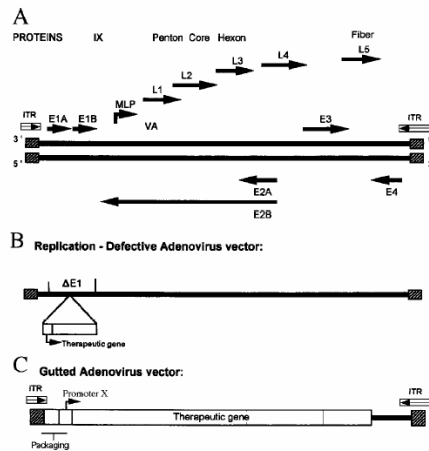 A
PROTEINS IX Penton Core Hexon Fiber
L5
L4
L3
L2
L1
MLP
ITR E1A E1B VA E3 ITR
3'
5'
E2A E4
E2B
B Replication - Defective Adenovirus vector:
ΔE1
Therapeutic gene
C Gutted Adenovirus vector:
ITR Promoter X ITR
Therapeutic gene
Packaging